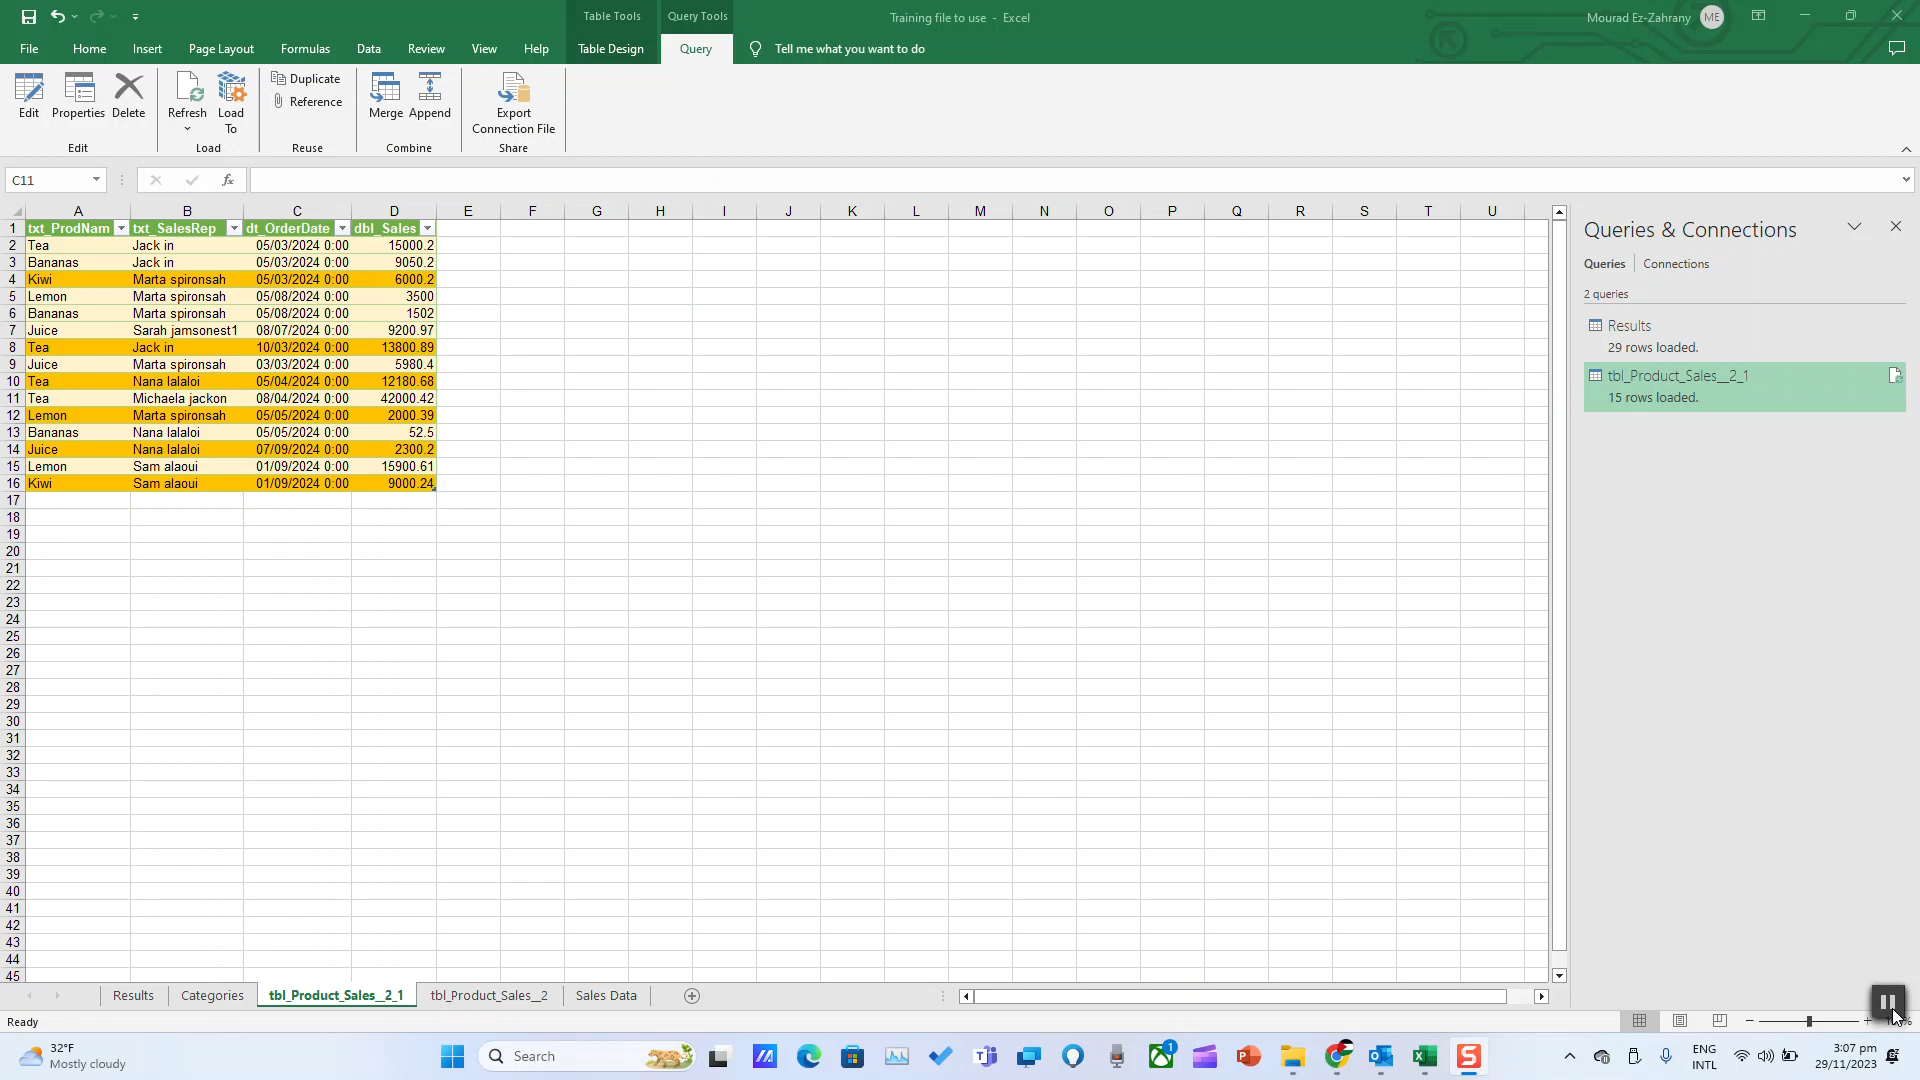 Table Tools Query Tools Training file to use - Excel Mourad Ez-Zahrany ME
File Home Insert Page Layout Formulas Data Review View Help Table Design Query Tell me what you want to do
Edit Properties Delete Refresh Load To Duplicate Reference Merge Append Export Connection File
Edit Load Reuse Combine Share
C11 fx
A B C D E F G H I J K L M N O P Q R S T U
1 txt_ProdNam txt_SalesRep dt_OrderDate dbl_Sales
2 Tea Jack in 05/03/2024 0:00 15000.2
3 Bananas Jack in 05/03/2024 0:00 9050.2
4 Kiwi Marta spironsah 05/03/2024 0:00 6000.2
5 Lemon Marta spironsah 05/08/2024 0:00 3500
6 Bananas Marta spironsah 05/08/2024 0:00 1502
7 Juice Sarah jamsonest1 08/07/2024 0:00 9200.97
8 Tea Jack in 10/03/2024 0:00 13800.89
9 Juice Marta spironsah 03/03/2024 0:00 5980.4
10 Tea Nana lalaloi 05/04/2024 0:00 12180.68
11 Tea Michaela jackon 08/04/2024 0:00 42000.42
12 Lemon Marta spironsah 05/05/2024 0:00 2000.39
13 Bananas Nana lalaloi 05/05/2024 0:00 52.5
14 Juice Nana lalaloi 07/09/2024 0:00 2300.2
15 Lemon Sam alaoui 01/09/2024 0:00 15900.61
16 Kiwi Sam alaoui 01/09/2024 0:00 9000.24
17
18
19
20
21
22
23
24
25
26
27
28
29
30
31
32
33
34
35
36
37
38
39
40
41
42
43
44
45
Queries & Connections
Queries Connections
2 queries
Results
29 rows loaded.
tbl_Product_Sales__2_1
15 rows loaded.
Results Categories tbl_Product_Sales__2_1 tbl_Product_Sales__2 Sales Data
Ready
32°F
Mostly cloudy
Search
1
ENG
INTL
3:07 pm
29/11/2023